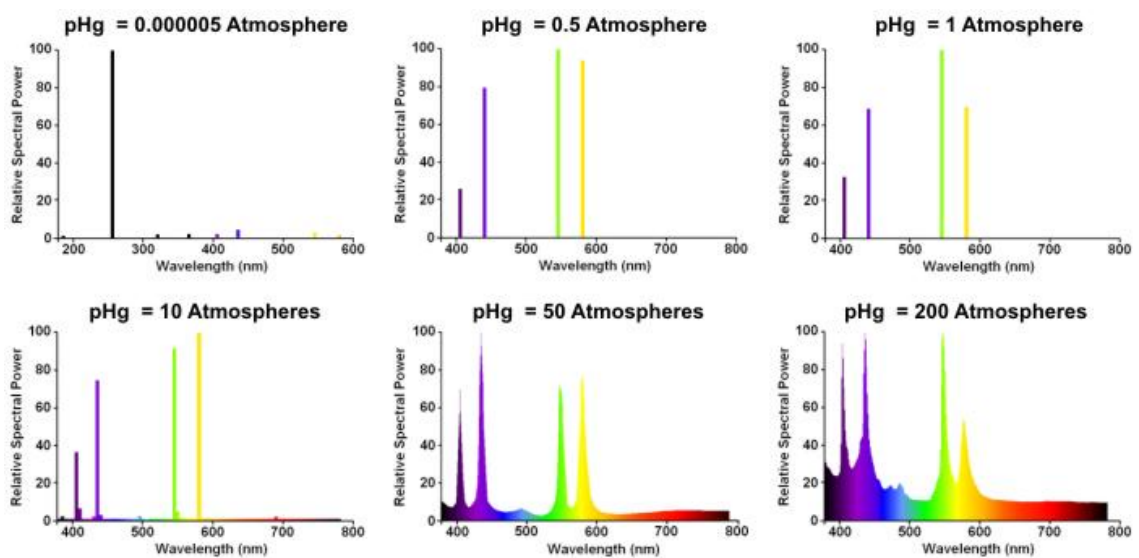 pHg = 0.000005 Atmosphere
Relative Spectral Power
100
80
60
40
20
0
200 300 400 500 600
Wavelength (nm)
pHg = 0.5 Atmosphere
Relative Spectral Power
100
80
60
40
20
0
400 500 600 700 800
Wavelength (nm)
pHg = 1 Atmosphere
Relative Spectral Power
100
80
60
40
20
0
400 500 600 700 800
Wavelength (nm)
pHg = 10 Atmospheres
Relative Spectral Power
100
80
60
40
20
0
400 500 600 700 800
Wavelength (nm)
pHg = 50 Atmospheres
Relative Spectral Power
100
80
60
40
20
0
400 500 600 700 800
Wavelength (nm)
pHg = 200 Atmospheres
Relative Spectral Power
100
80
60
40
20
0
400 500 600 700 800
Wavelength (nm)